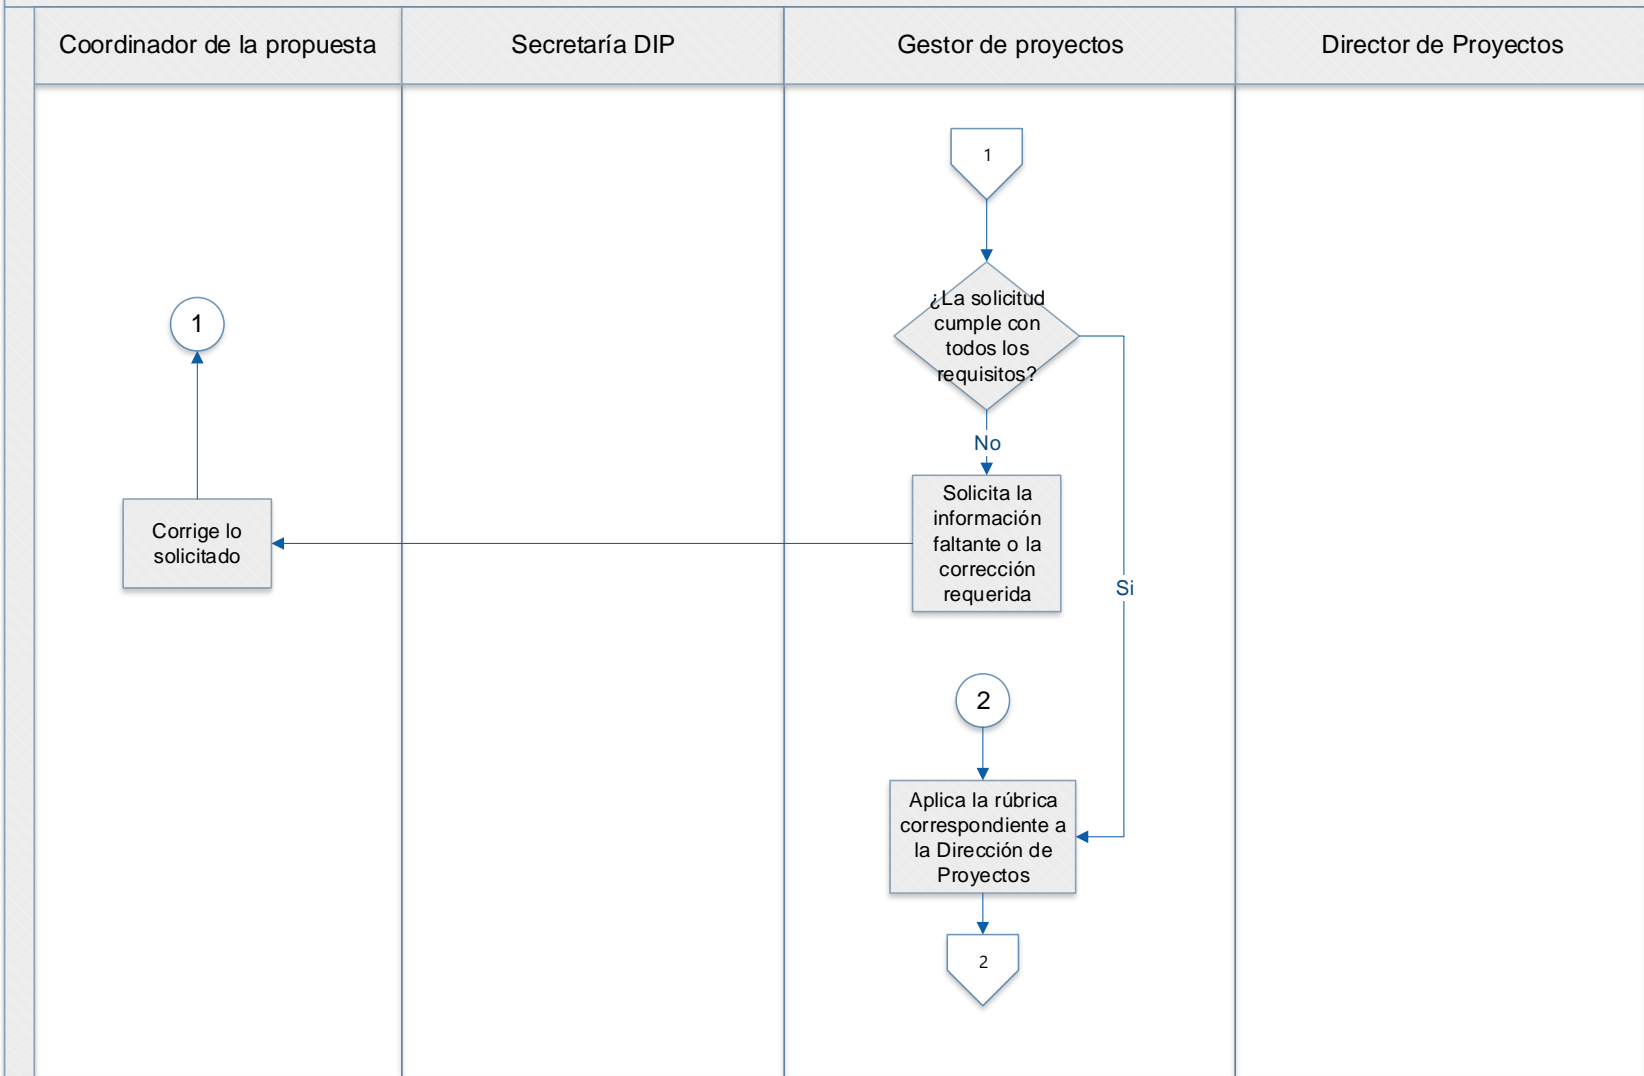 Coordinador de la propuesta
Secretaría DIP
Gestor de proyectos
Director de Proyectos
1
¿La solicitud
cumple con
todos los
requisitos?
1
No
Solicita la
información
faltante o la
corrección
requerida
Corrige lo
solicitado
Si
2
Aplica la rúbrica
correspondiente a
la Dirección de
Proyectos
2